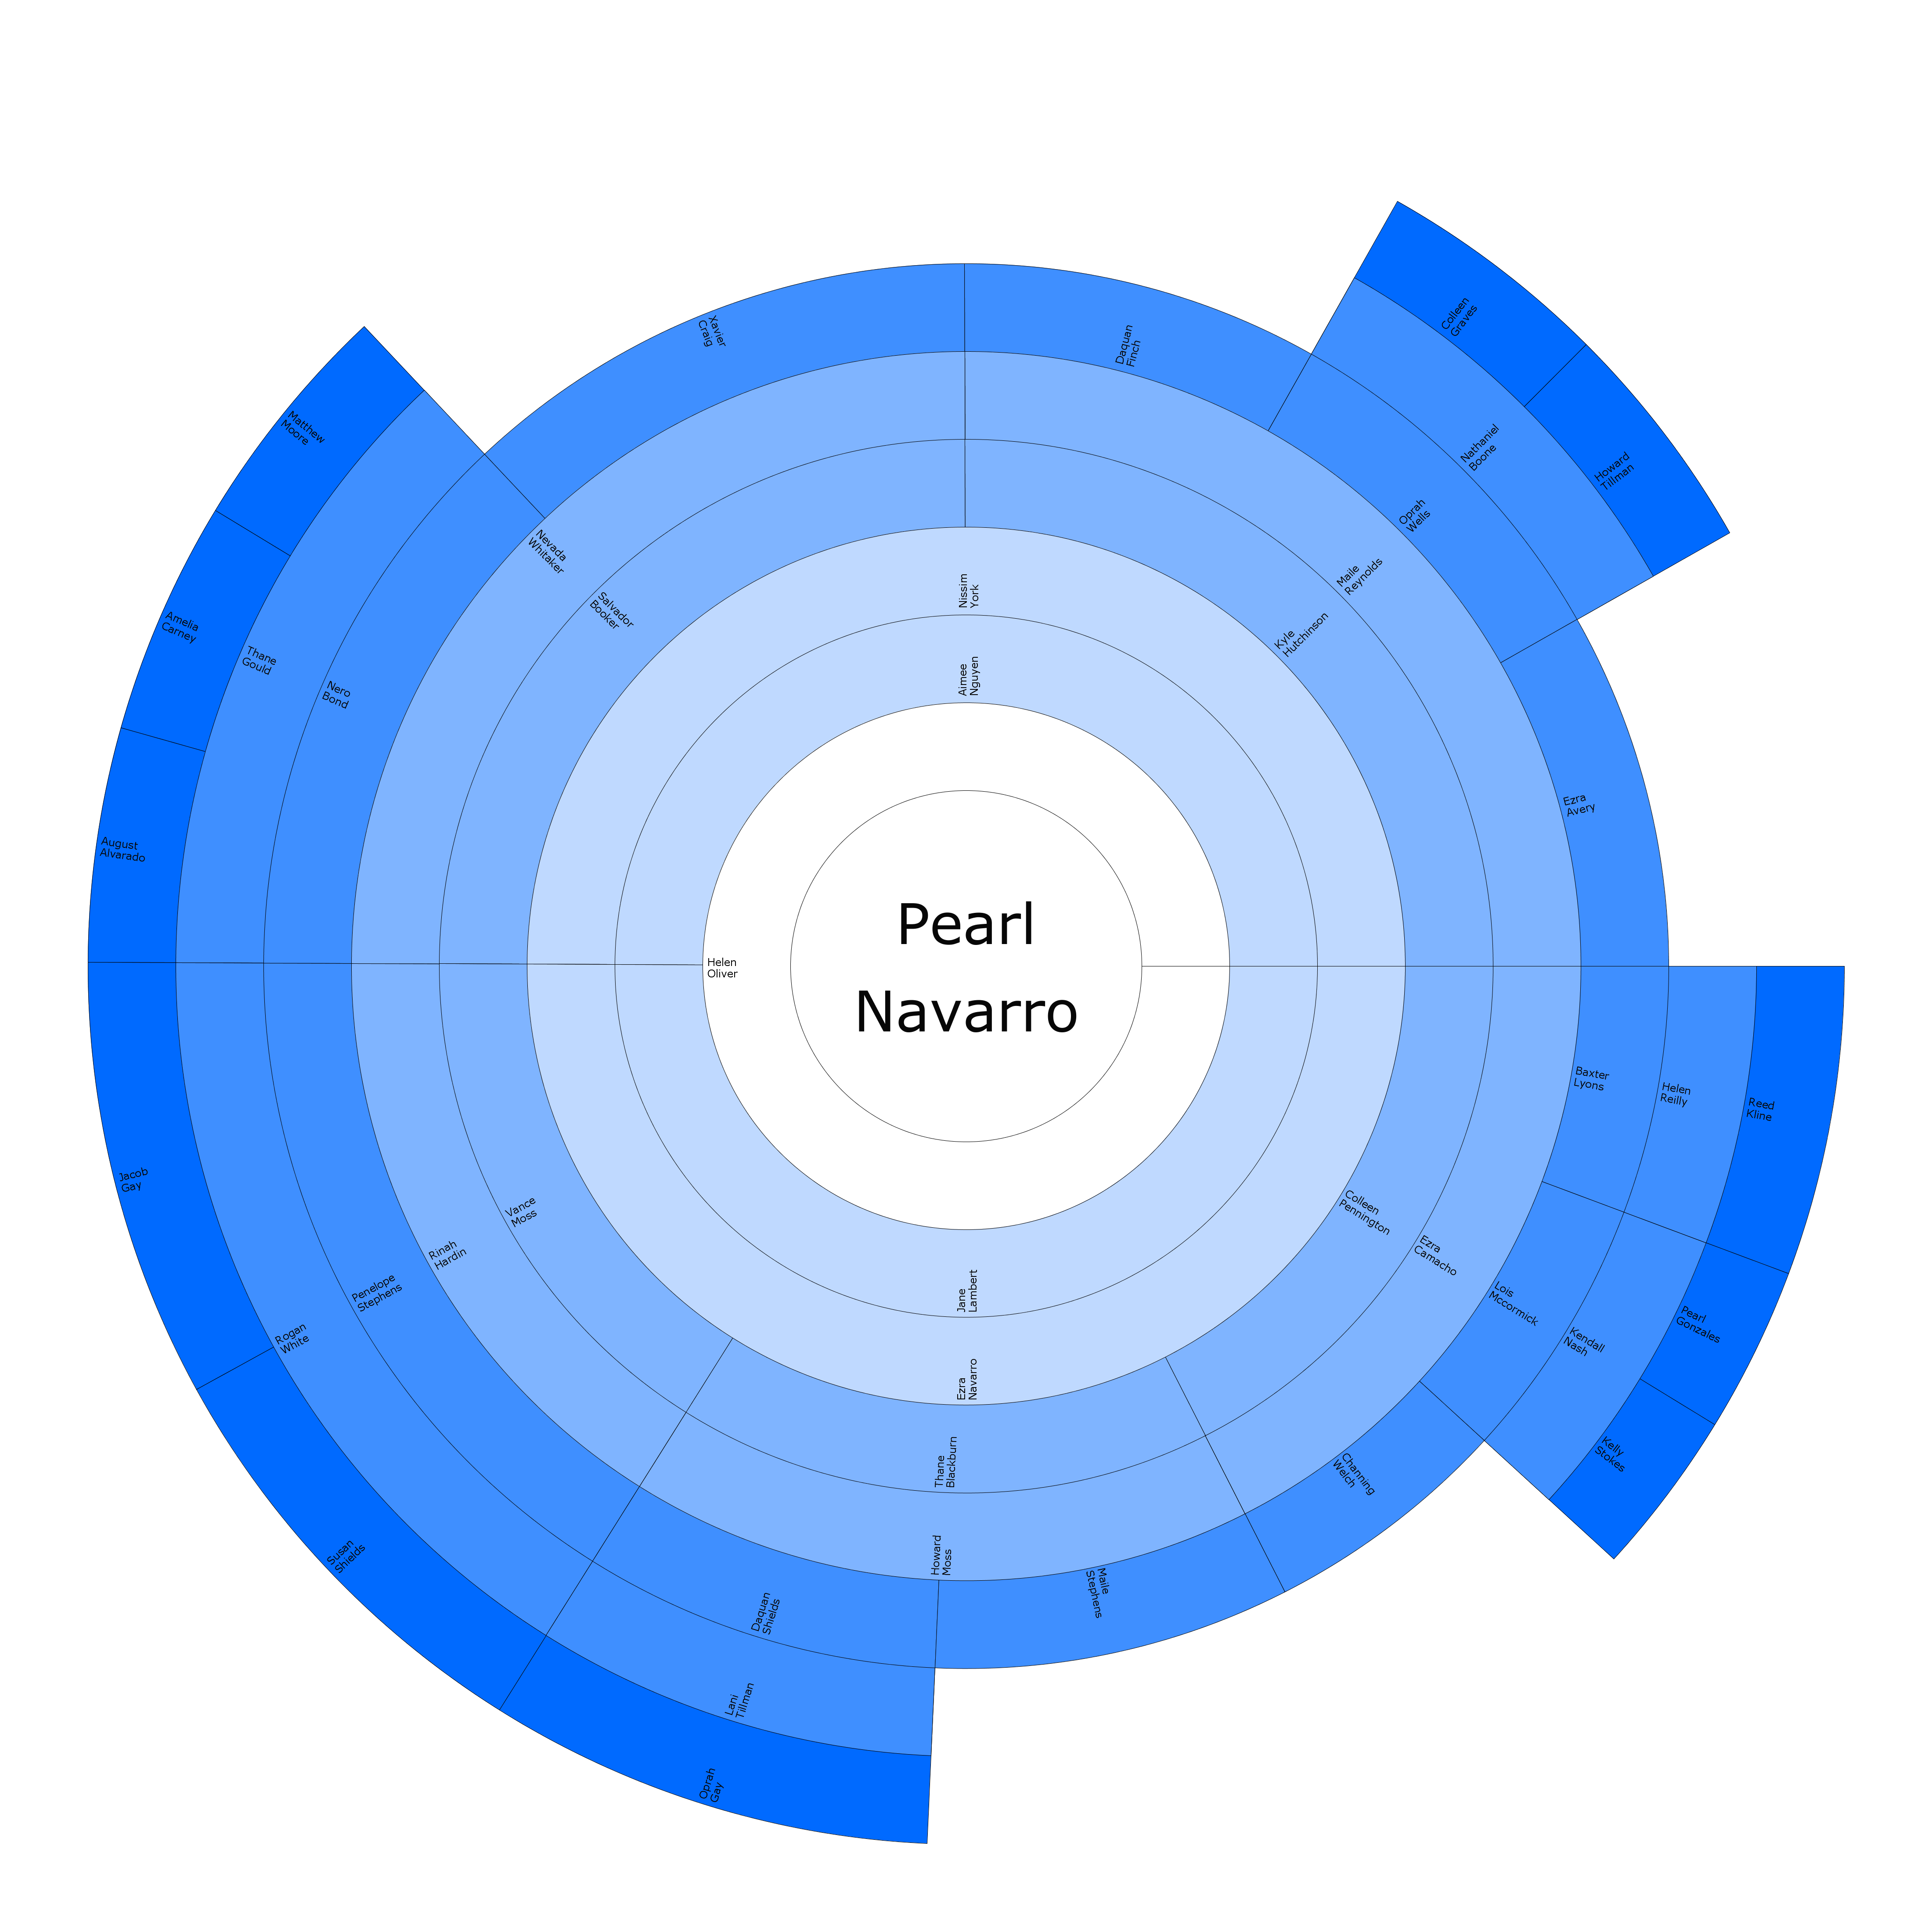 Pearl
Navarro
Helen
Oliver
Aimee
Nguyen
Nissim
York
Jane
Lambert
Ezra
Navarro
Kyle
Hutchinson
Maile
Reynolds
Salvador
Booker
Nevada
Whitaker
Vance
Moss
Rinah
Hardin
Thane
Blackburn
Howard
Moss
Colleen
Pennington
Ezra
Camacho
Daquan
Finch
Oprah
Wells
Nathaniel
Boone
Colleen
Graves
Howard
Tillman
Ezra
Avery
Xavier
Craig
Nero
Bond
Thane
Gould
Matthew
Moore
Amelia
Carney
August
Alvarado
Penelope
Stephens
Rogan
White
Jacob
Gay
Susan
Shields
Daquan
Shields
Lani
Tillman
Oprah
Gay
Maile
Stephens
Channing
Welch
Lois
Mccormick
Kendall
Nash
Pearl
Gonzales
Kelly
Stokes
Baxter
Lyons
Helen
Reilly
Reed
Kline